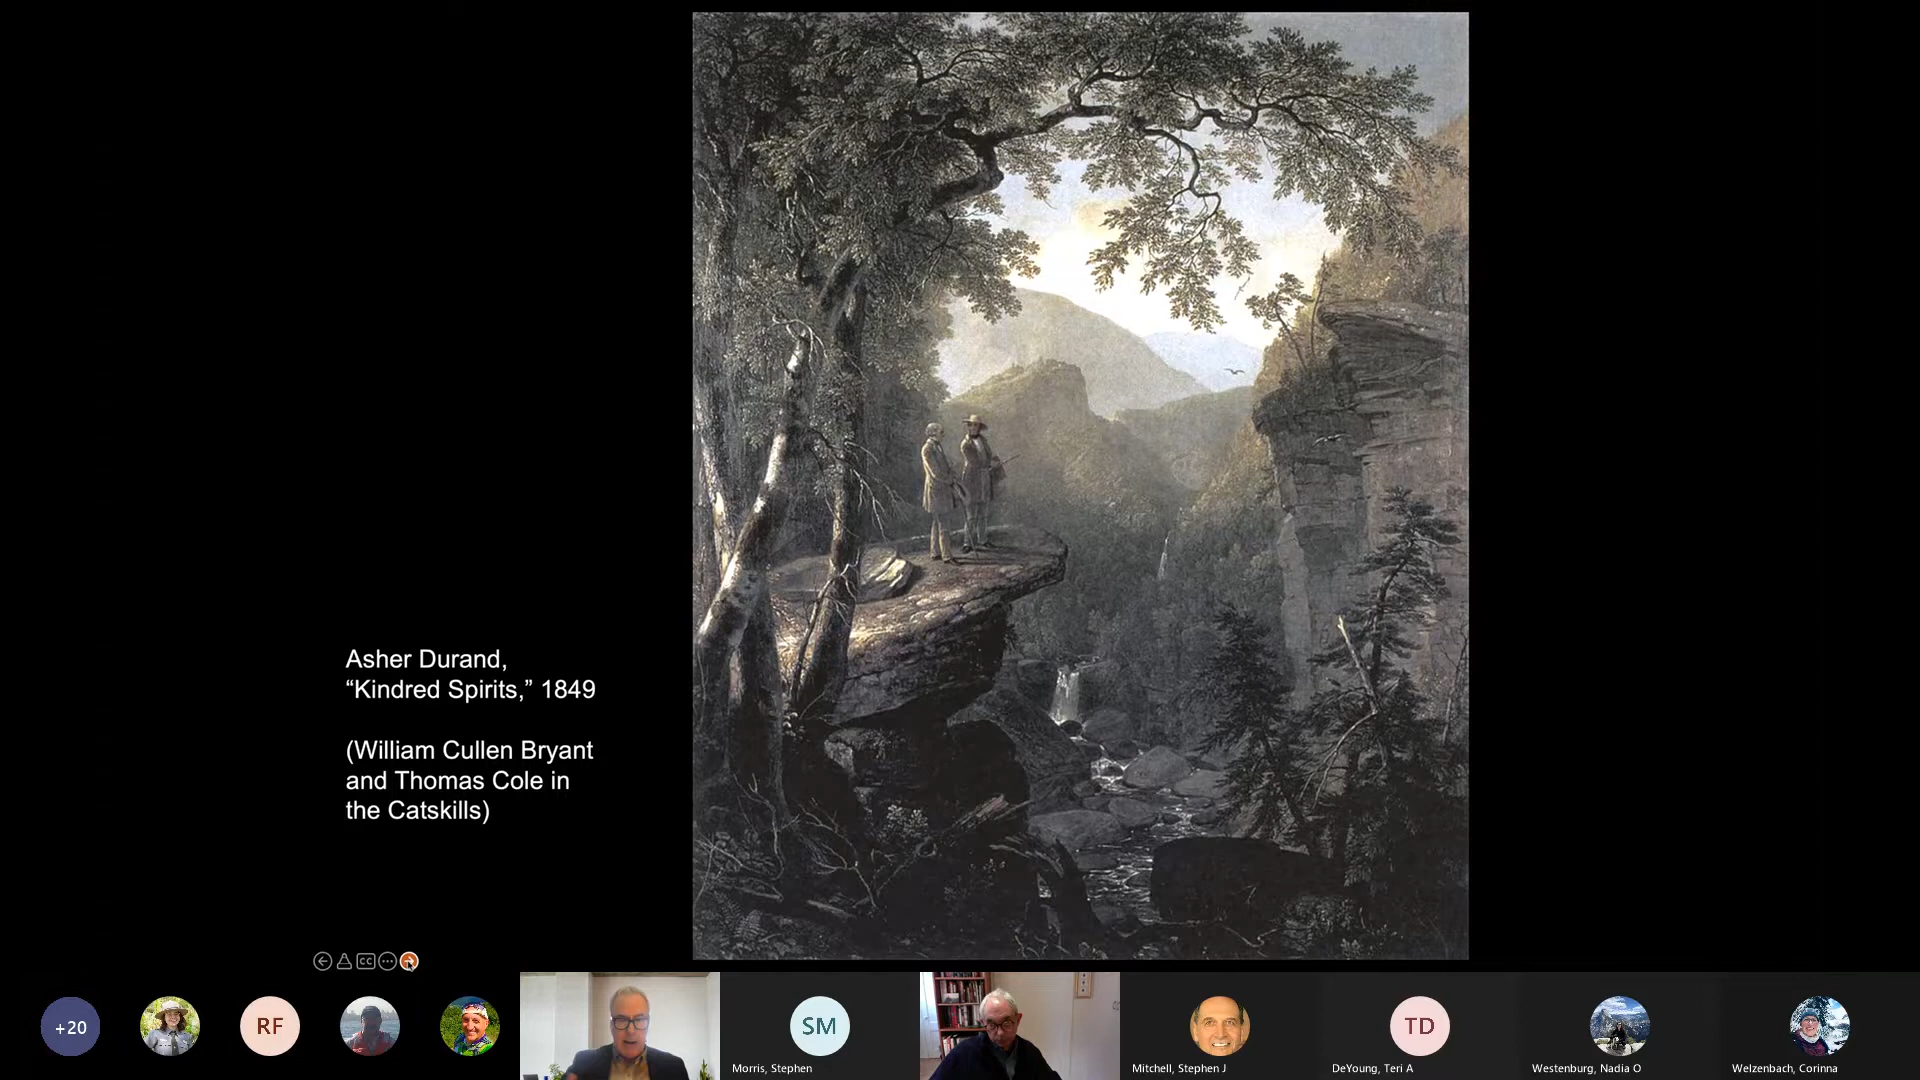 Asher Durand,
“Kindred Spirits,” 1849
(William Cullen Bryant
and Thomas Cole in
the Catskills)
CC
+20
RF
SM
TD
Morris, Stephen
Mitchell, Stephen J
DeYoung, Teri A
Westenburg, Nadia O
Welzenbach, Corinna